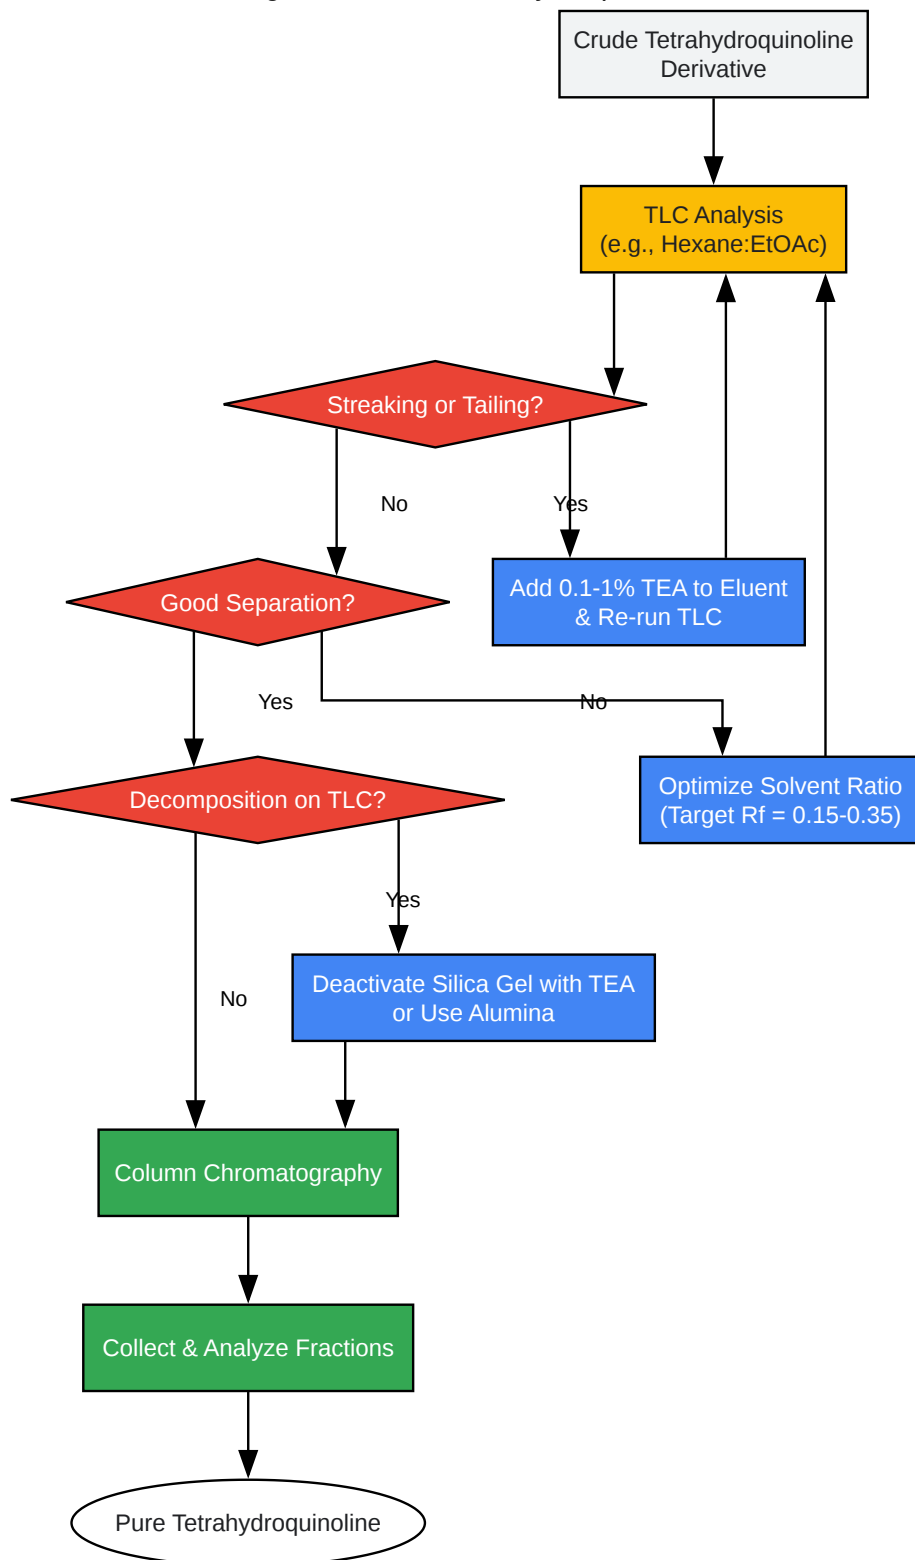 Crude Tetrahydroquinoline
Derivative
TLC Analysis
(e.g., Hexane:EtOAc)
Streaking or Tailing?
No
Yes
Add 0.1-1% TEA to Eluent
& Re-run TLC
Good Separation?
Yes
No
Optimize Solvent Ratio
(Target Rf = 0.15-0.35)
Decomposition on TLC?
Yes
Deactivate Silica Gel with TEA
or Use Alumina
No
Column Chromatography
Collect & Analyze Fractions
Pure Tetrahydroquinoline